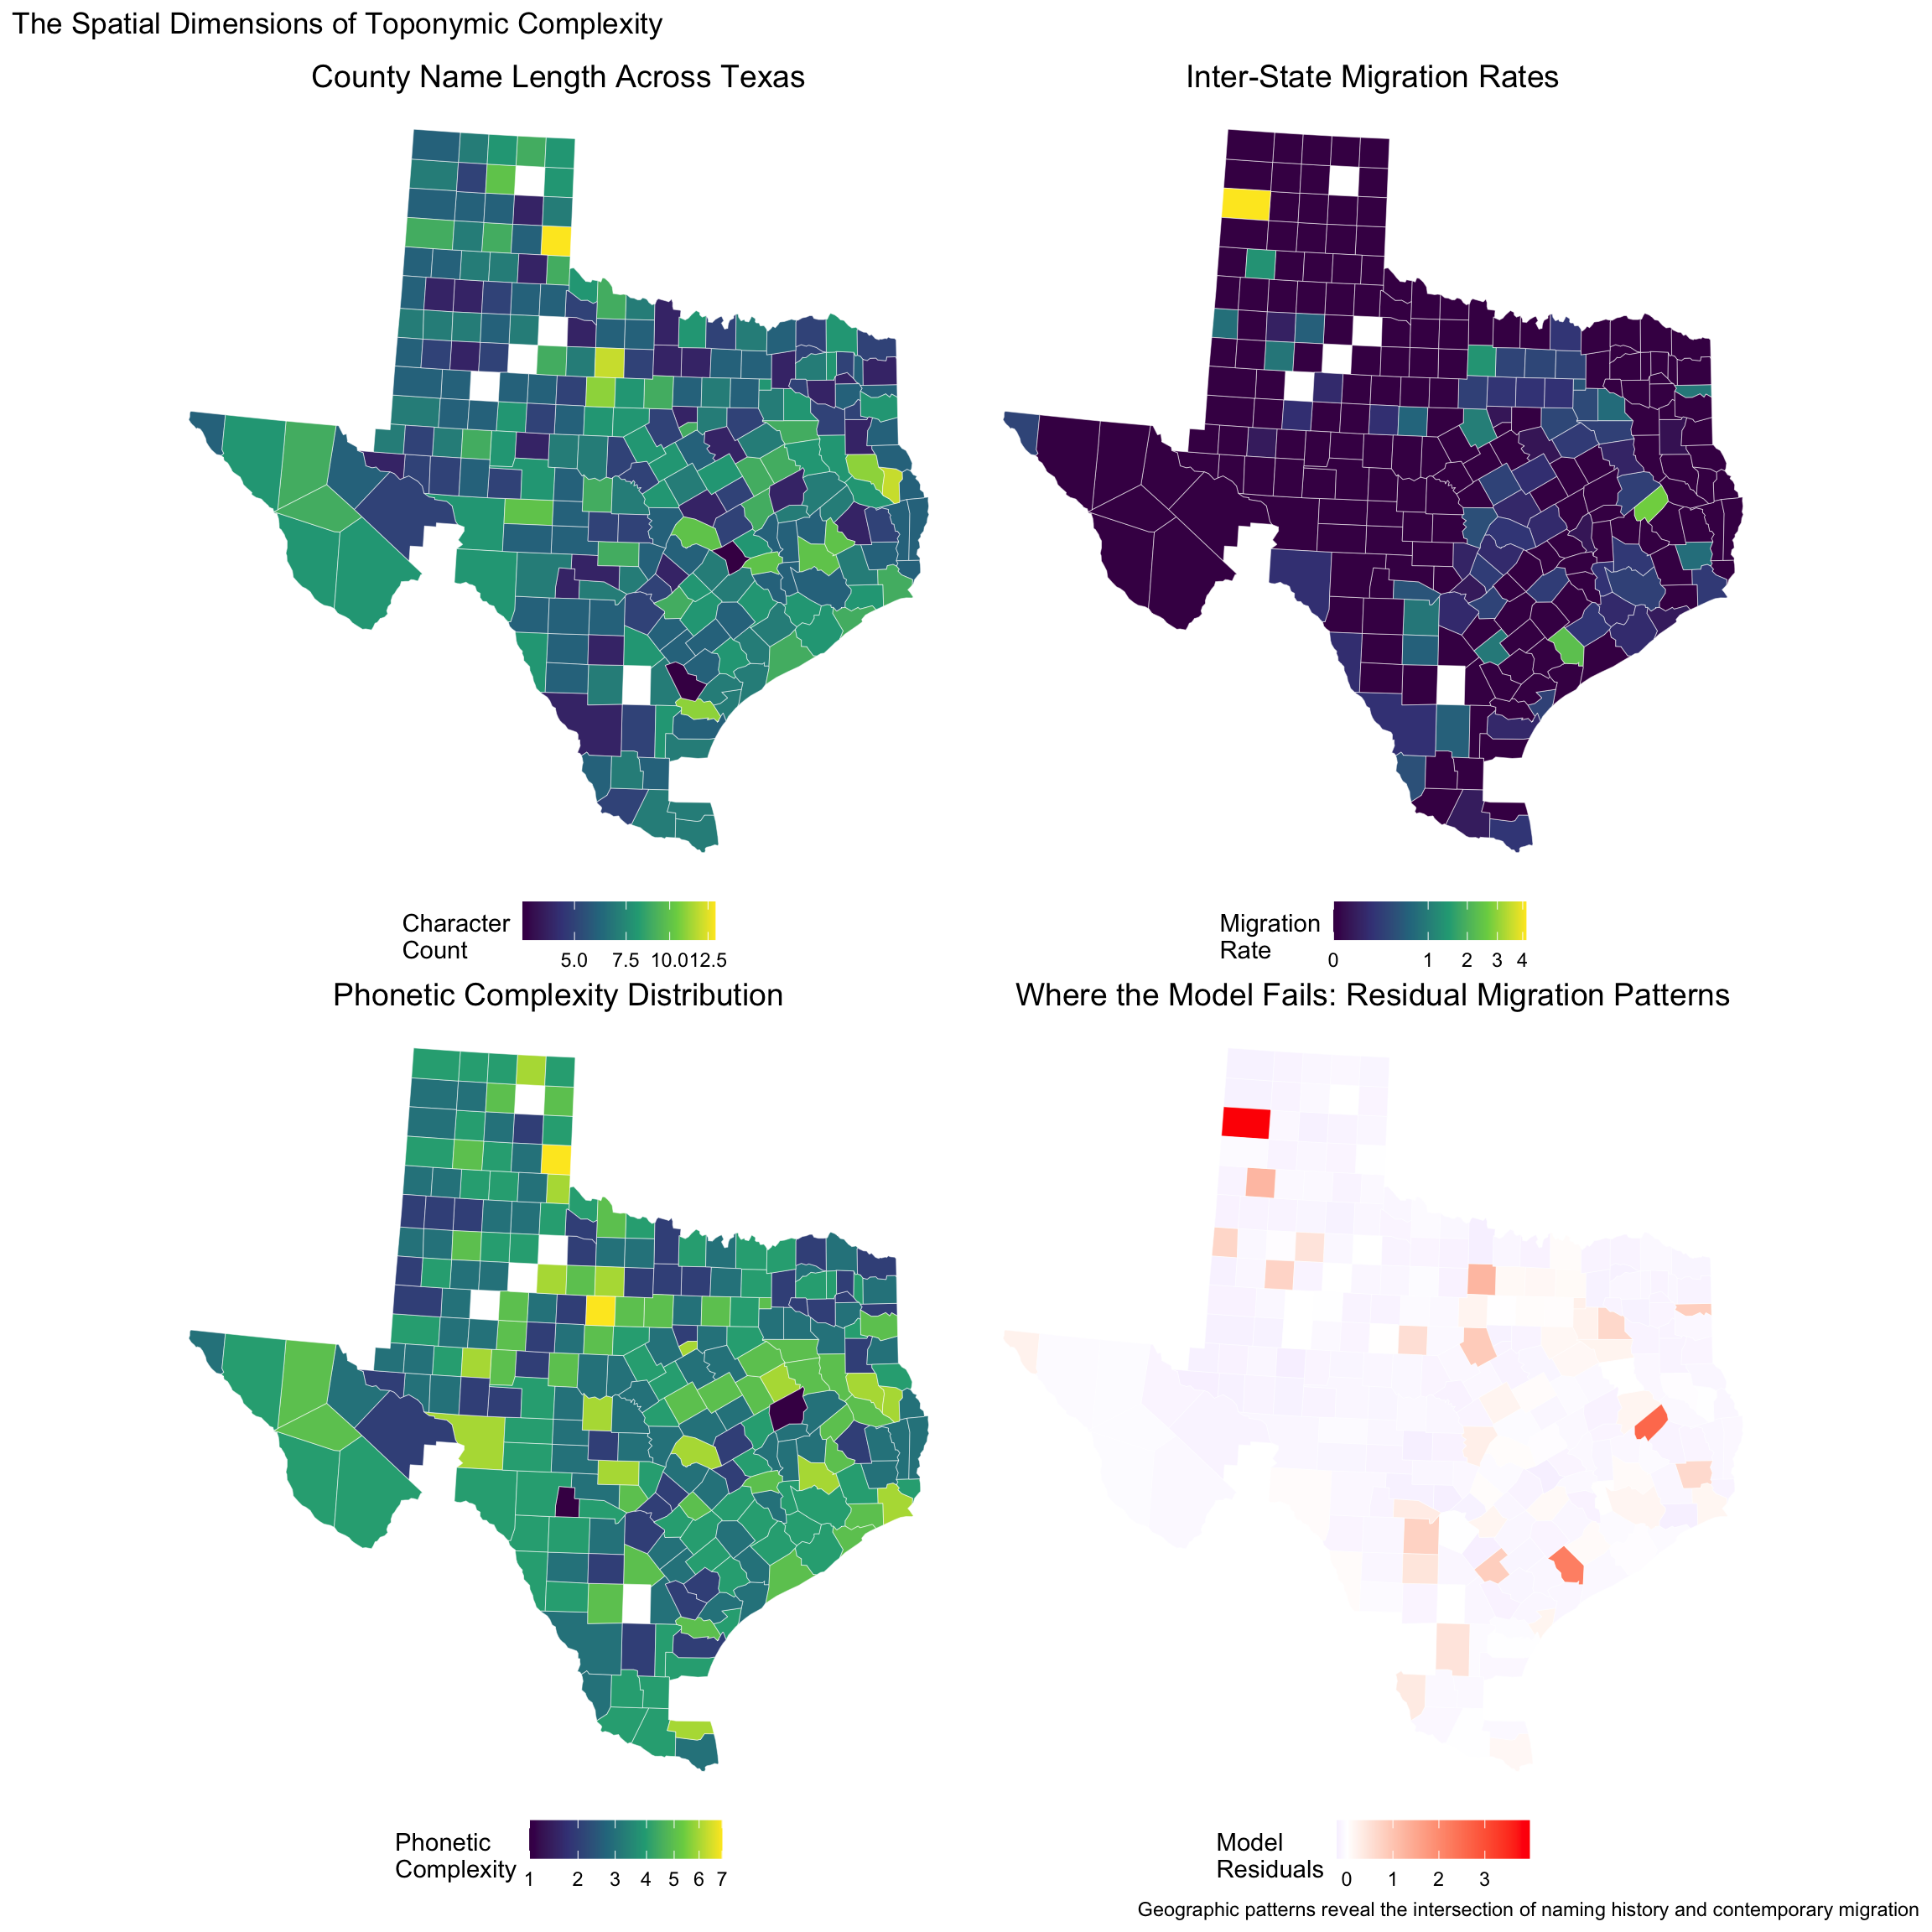 The Spatial Dimensions of Toponymic Complexity
County Name Length Across Texas
Inter-State Migration Rates
Character
Count
5.0 7.5 10.0 12.5
Migration
Rate
0 1 2 3 4
Phonetic Complexity Distribution
Where the Model Fails: Residual Migration Patterns
Phonetic
Complexity
1 2 3 4 5 6 7
Model
Residuals
0 1 2 3
Geographic patterns reveal the intersection of naming history and contemporary migration